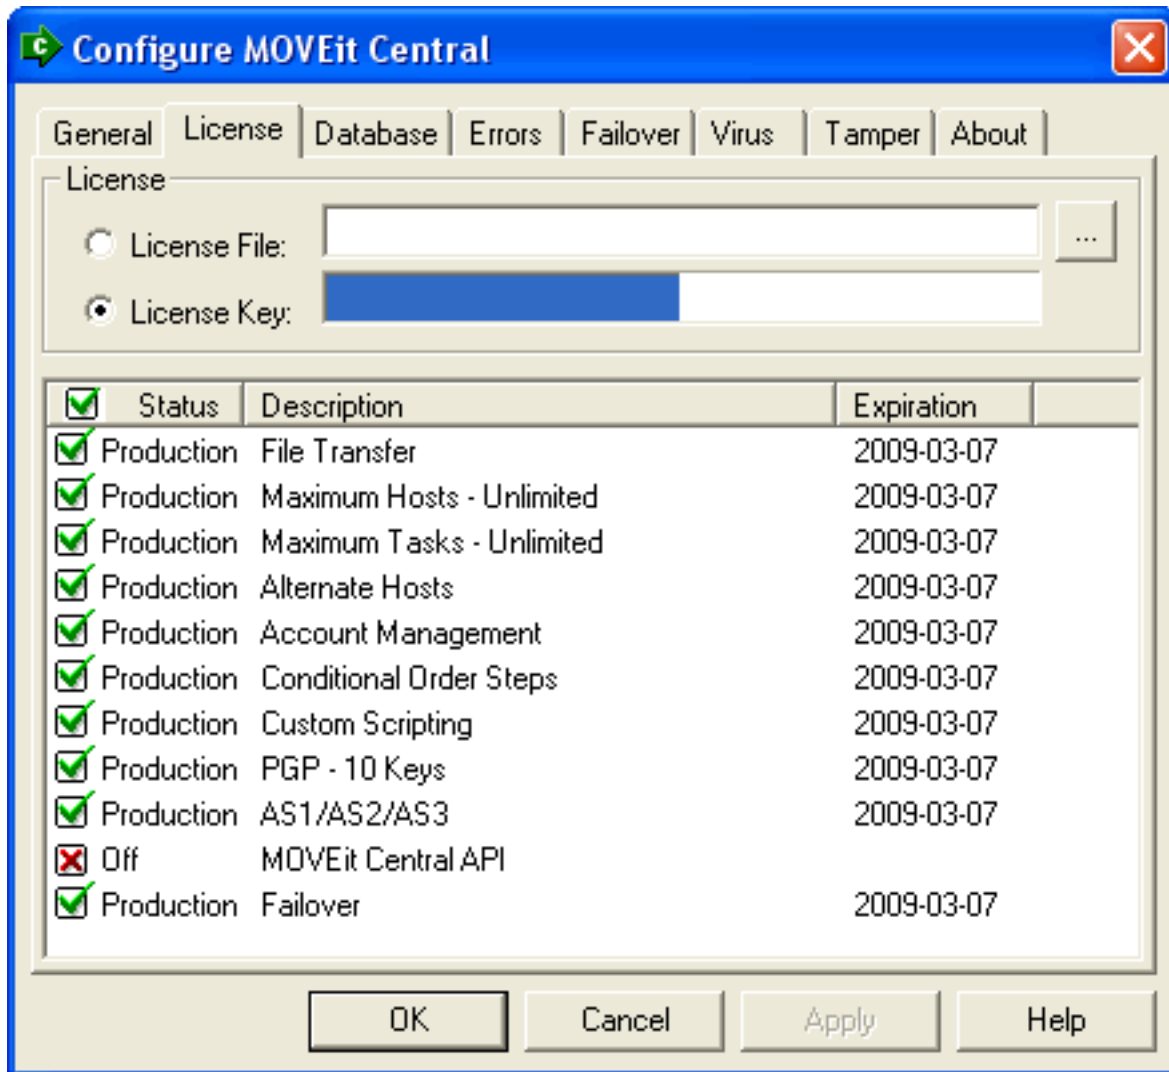 Configure MOVEit Central
General License Database Errors Failover Virus Tamper About
License
License File: ...
License Key:
Status Description Expiration
Production File Transfer 2009-03-07
Production Maximum Hosts - Unlimited 2009-03-07
Production Maximum Tasks - Unlimited 2009-03-07
Production Alternate Hosts 2009-03-07
Production Account Management 2009-03-07
Production Conditional Order Steps 2009-03-07
Production Custom Scripting 2009-03-07
Production PGP - 10 Keys 2009-03-07
Production AS1/AS2/AS3 2009-03-07
Off MOVEit Central API
Production Failover 2009-03-07
OK Cancel Apply Help